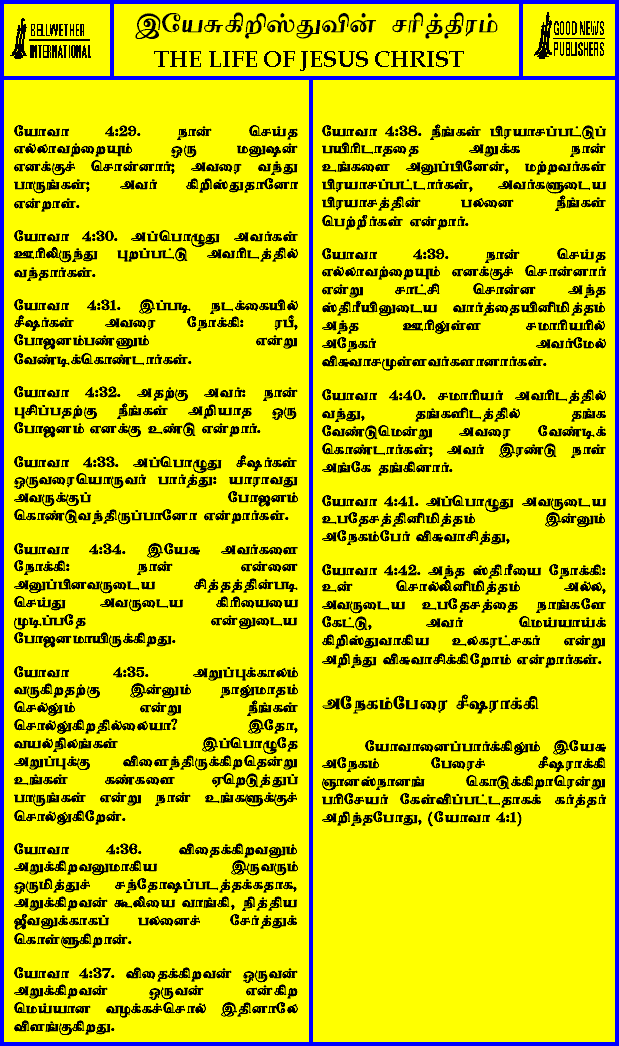 BELLWETHER
INTERNATIONAL
இயேசுகிறிஸ்துவின் சரித்திரம்
THE LIFE OF JESUS CHRIST
GOOD NEWS
PUBLISHERS
யோவா 4:29. நான் செய்த
எல்லாவற்றையும் ஒரு மனுஷன்
எனக்குச் சொன்னார்; அவரை வந்து
பாருங்கள்; அவர் கிறிஸ்துதானோ
என்றாள்.
யோவா 4:30. அப்பொழுது அவர்கள்
ஊரிலிருந்து புறப்பட்டு அவரிடத்தில்
வந்தார்கள்.
யோவா 4:31. இப்படி நடக்கையில்
சீஷர்கள் அவரை நோக்கி: ரபீ,
போஜனம்பண்ணும் என்று
வேண்டிக்கொண்டார்கள்.
யோவா 4:32. அதற்கு அவர்: நான்
புசிப்பதற்கு நீங்கள் அறியாத ஒரு
போஜனம் எனக்கு உண்டு என்றார்.
யோவா 4:33. அப்பொழுது சீஷர்கள்
ஒருவரையொருவர் பார்த்து: யாராவது
அவருக்குப் போஜனம்
கொண்டுவந்திருப்பானோ என்றார்கள்.
யோவா 4:34. இயேசு அவர்களை
நோக்கி: நான் என்னை
அனுப்பினவருடைய சித்தத்தின்படி
செய்து அவருடைய கிரியையை
முடிப்பதே என்னுடைய
போஜனமாயிருக்கிறது.
யோவா 4:35. அறுப்புக்காலம்
வருகிறதற்கு இன்னும் நாலுமாதம்
செல்லும் என்று நீங்கள்
சொல்லுகிறதில்லையா? இதோ,
வயல்நிலங்கள் இப்பொழுதே
அறுப்புக்கு விளைந்திருக்கிறதென்று
உங்கள் கண்களை ஏறெடுத்துப்
பாருங்கள் என்று நான் உங்களுக்குச்
சொல்லுகிறேன்.
யோவா 4:36. விதைக்கிறவனும்
அறுக்கிறவனுமாகிய இருவரும்
ஒருமித்துச் சந்தோஷப்படத்தக்கதாக,
அறுக்கிறவன் கூலியை வாங்கி, நித்திய
ஜீவனுக்காகப் பலனைச் சேர்த்துக்
கொள்ளுகிறான்.
யோவா 4:37. விதைக்கிறவன் ஒருவன்
அறுக்கிறவன் ஒருவன் என்கிற
மெய்யான வழக்கச்சொல் இதினாலே
விளங்குகிறது.
யோவா 4:38. நீங்கள் பிரயாசப்பட்டுப்
பயிரிடாததை அறுக்க நான்
உங்களை அனுப்பினேன், மற்றவர்கள்
பிரயாசப்பட்டார்கள், அவர்களுடைய
பிரயாசத்தின் பலனை நீங்கள்
பெற்றீர்கள் என்றார்.
யோவா 4:39. நான் செய்த
எல்லாவற்றையும் எனக்குச் சொன்னார்
என்று சாட்சி சொன்ன அந்த
ஸ்திரீயினுடைய வார்த்தையினிமித்தம்
அந்த ஊரிலுள்ள சமாரியரில்
அநேகர் அவர்மேல்
விசுவாசமுள்ளவர்களானார்கள்.
யோவா 4:40. சமாரியர் அவரிடத்தில்
வந்து, தங்களிடத்தில் தங்க
வேண்டுமென்று அவரை வேண்டிக்
கொண்டார்கள்; அவர் இரண்டு நாள்
அங்கே தங்கினார்.
யோவா 4:41. அப்பொழுது அவருடைய
உபதேசத்தினிமித்தம் இன்னும்
அநேகம்பேர் விசுவாசித்து,
யோவா 4:42. அந்த ஸ்திரீயை நோக்கி:
உன் சொல்லினிமித்தம் அல்ல,
அவருடைய உபதேசத்தை நாங்களே
கேட்டு, அவர் மெய்யாய்க்
கிறிஸ்துவாகிய உலகரட்சகர் என்று
அறிந்து விசுவாசிக்கிறோம் என்றார்கள்.
அநேகம்பேரை சீஷராக்கி
யோவானைப்பார்க்கிலும் இயேசு
அநேகம் பேரைச் சீஷராக்கி
ஞானஸ்நானங் கொடுக்கிறாரென்று
பரிசேயர் கேள்விப்பட்டதாகக் கர்த்தர்
அறிந்தபோது, (யோவா 4:1)